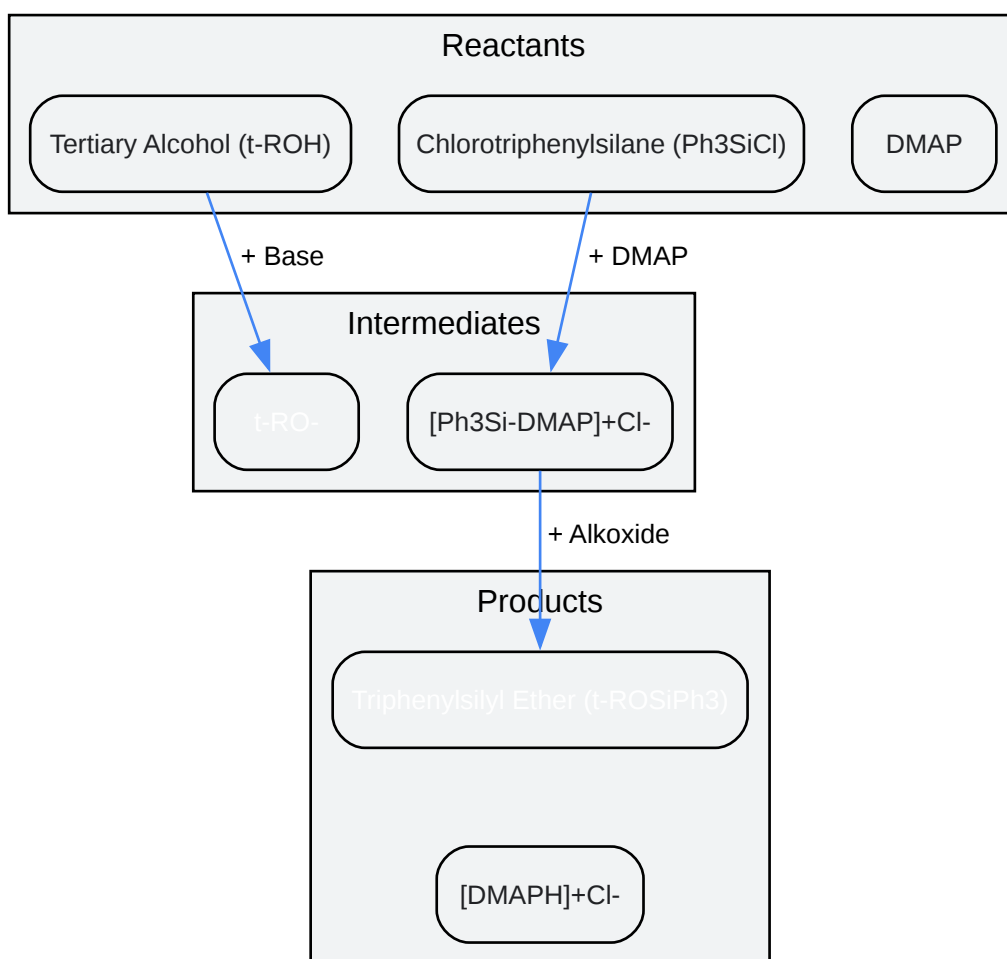 Reactants
Tertiary Alcohol (t-ROH)
Chlorotriphenylsilane (Ph3SiCl)
DMAP
+ Base
+ DMAP
Intermediates
t-RO-
[Ph3Si-DMAP]+Cl-
+ Alkoxide
Products
Triphenylsilyl Ether (t-ROSiPh3)
[DMAPH]+Cl-